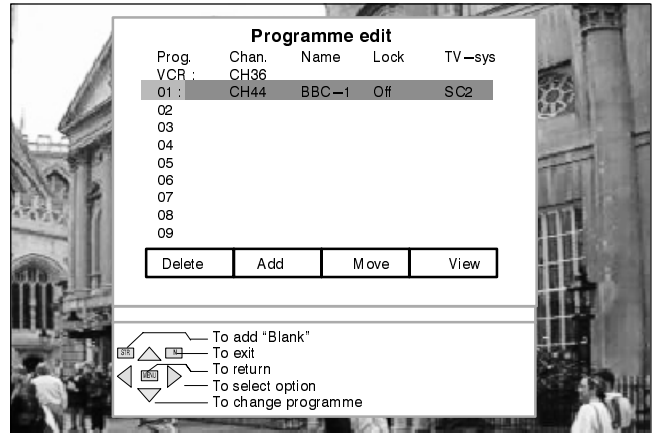 Programme edit
Prog. Chan. Name Lock TV–sys
VCR : CH36
01 : CH44 BBC–1 Off SC2
02
03
04
05
06
07
08
09
Delete Add Move View
To add “Blank”
STR N To exit
MENU To return
To select option
To change programme